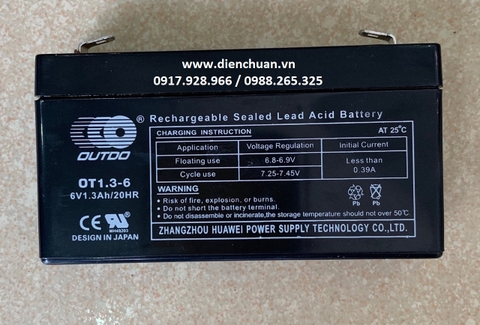 www.dienchuan.vn
0917.928.966 / 0988.265.325
®
OUTDO
OT1.3-6
6V1.3Ah/20HR
CE
MH48283
DESIGN IN JAPAN
Rechargeable Sealed Lead Acid Battery
CHARGING INSTRUCTION AT 25°C
Application Voltage Regulation Initial Current
Floating use 6.8-6.9V Less than
Cycle use 7.25-7.45V 0.39A
WARNING:
Risk of fire, explosion, or burns.
Do not short the battery terminal.
Do not disassemble or incinerate, the storage temperature should not over 50°C
Pb Pb
ZHANGZHOU HUAWEI POWER SUPPLY TECHNOLOGY CO.,LTD.